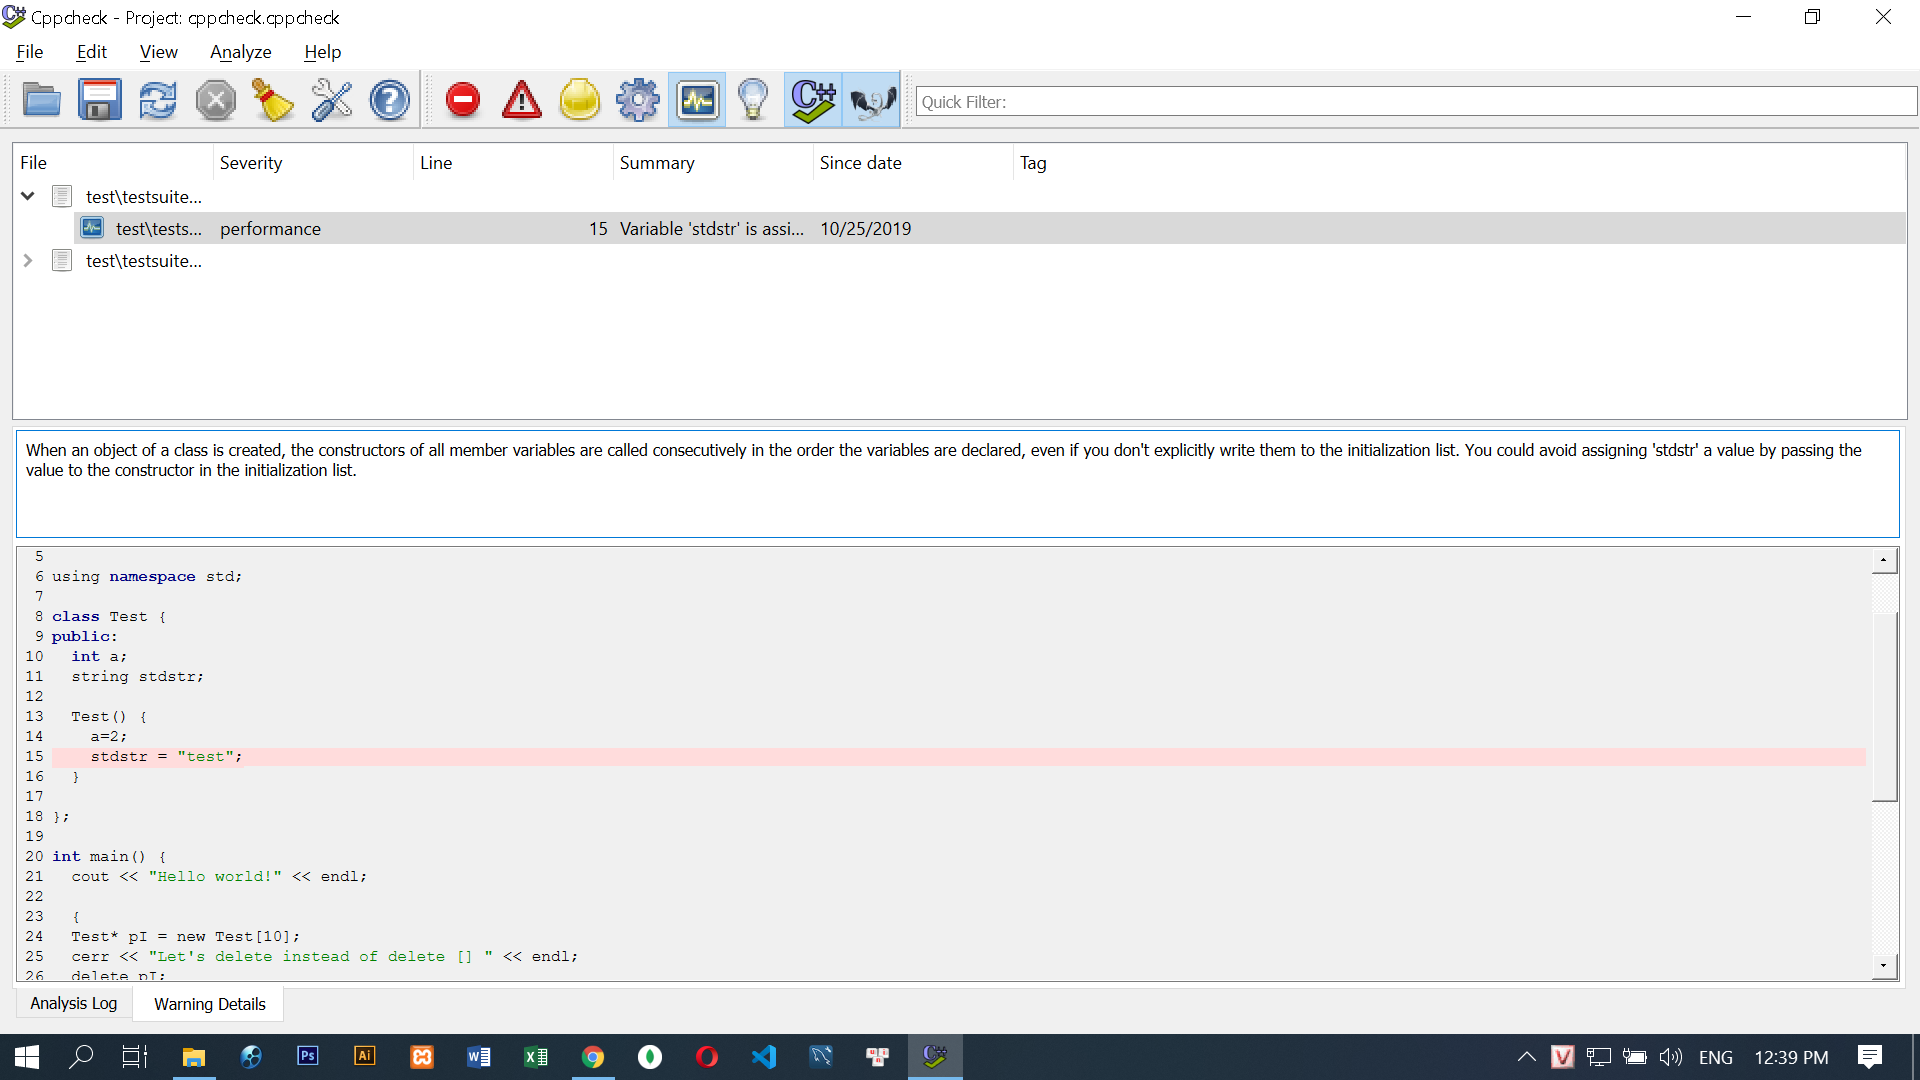 Cppcheck - Project: cppcheck.cppcheck
File Edit View Analyze Help
C++ Quick Filter:
File Severity Line Summary Since date Tag
test\testsuite...
test\tests... performance 15 Variable 'stdstr' is assi... 10/25/2019
test\testsuite...
When an object of a class is created, the constructors of all member variables are called consecutively in the order the variables are declared, even if you don't explicitly write them to the initialization list. You could avoid assigning 'stdstr' a value by passing the
value to the constructor in the initialization list.
5
6 using namespace std;
7
8 class Test {
9 public:
10 int a;
11 string stdstr;
12
13 Test() {
14 a=2;
15 stdstr = "test";
16 }
17
18 };
19
20 int main() {
21 cout << "Hello world!" << endl;
22
23 {
24 Test* pI = new Test[10];
25 cerr << "Let's delete instead of delete [] " << endl;
26 delete pI;
Analysis Log Warning Details
Ps Ai ENG 12:39 PM